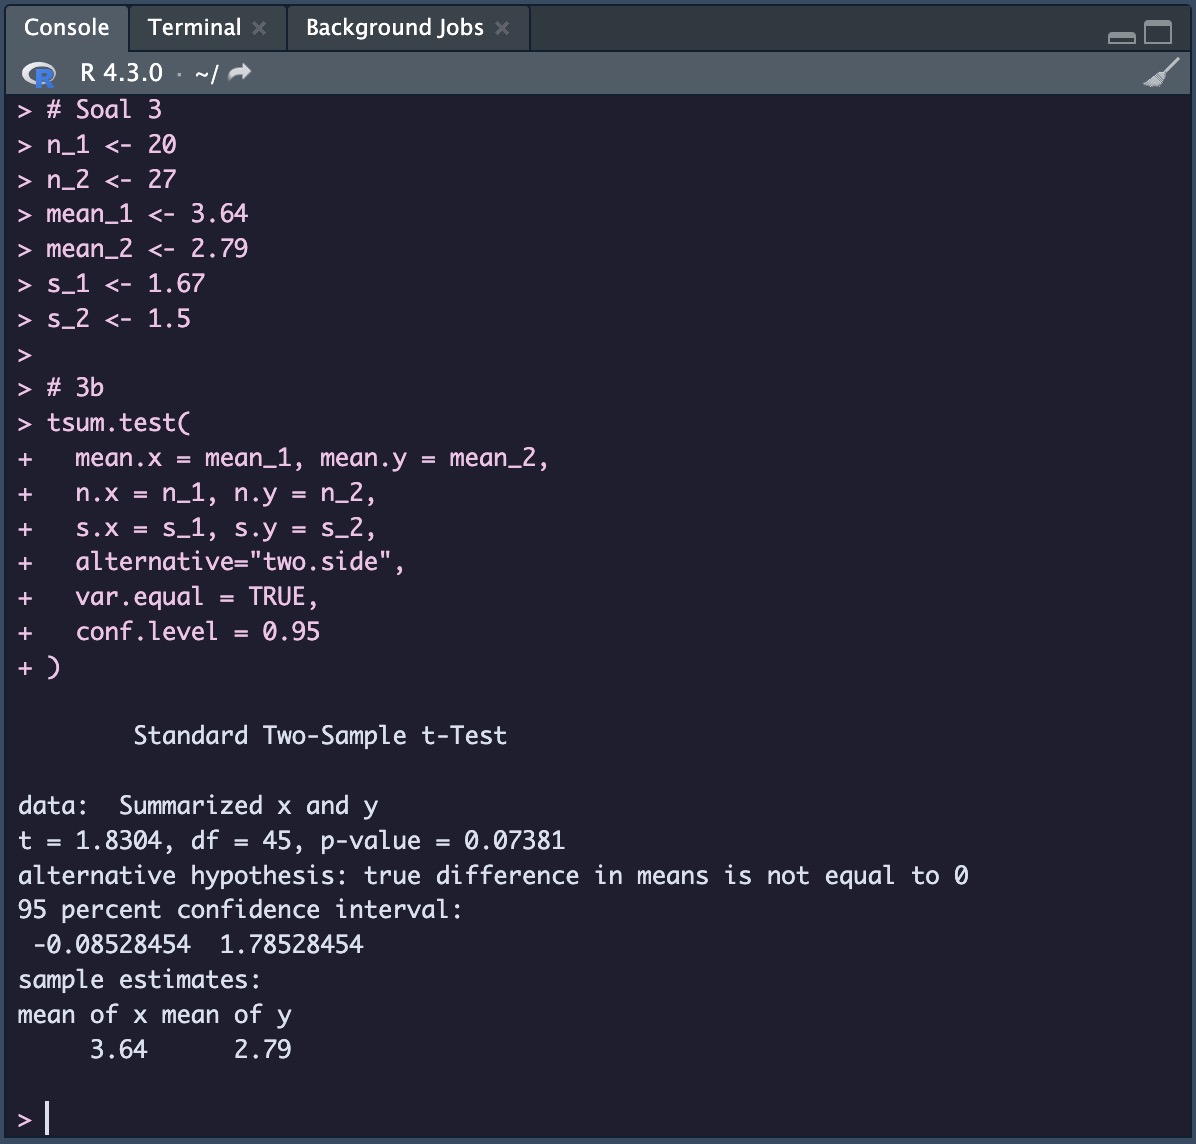 Console Terminal × Background Jobs ×
R R 4.3.0 · ~/
> # Soal 3
> n_1 <- 20
> n_2 <- 27
> mean_1 <- 3.64
> mean_2 <- 2.79
> s_1 <- 1.67
> s_2 <- 1.5
>
> # 3b
> tsum.test(
+   mean.x = mean_1, mean.y = mean_2,
+   n.x = n_1, n.y = n_2,
+   s.x = s_1, s.y = s_2,
+   alternative="two.side",
+   var.equal = TRUE,
+   conf.level = 0.95
+ )
        Standard Two-Sample t-Test
data:  Summarized x and y
t = 1.8304, df = 45, p-value = 0.07381
alternative hypothesis: true difference in means is not equal to 0
95 percent confidence interval:
 -0.08528454  1.78528454
sample estimates:
mean of x mean of y
     3.64      2.79
>